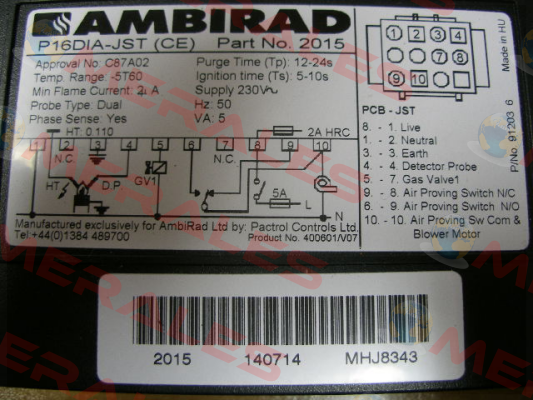 AMBIRAD
P16DIA-JST (CE) Part No. 2015
Approval No: C87A02 Purge Time (Tp): 12-24s
Temp. Range: -5T60 Ignition time (Ts): 5-10s
Min Flame Current: 2μA Supply 230V~
Probe Type: Dual Hz: 50
Phase Sense: Yes VA: 5
HT: 0.110 2A HRC
1 2 3 4 5 6 7 8 9 10
N.C. N.C.
HT D.P. GV1 5A L
N
Manufactured exclusively for AmbiRad Ltd by: Pactrol Controls Ltd.
Tel:+44(0)1384 489700 Product No. 400601/V07
1 2 3 4
8
9 10
Made in HU
P/No 91203 6
PCB - JST
8. - 1. Live
1. - 2. Neutral
3. - 3. Earth
4. - 4. Detector Probe
5. - 7. Gas Valve1
9. - 8. Air Proving Switch N/C
6. - 9. Air Proving Switch N/O
10. - 10. Air Proving Sw Com &
Blower Motor
2015 140714 MHJ8343
MERALES